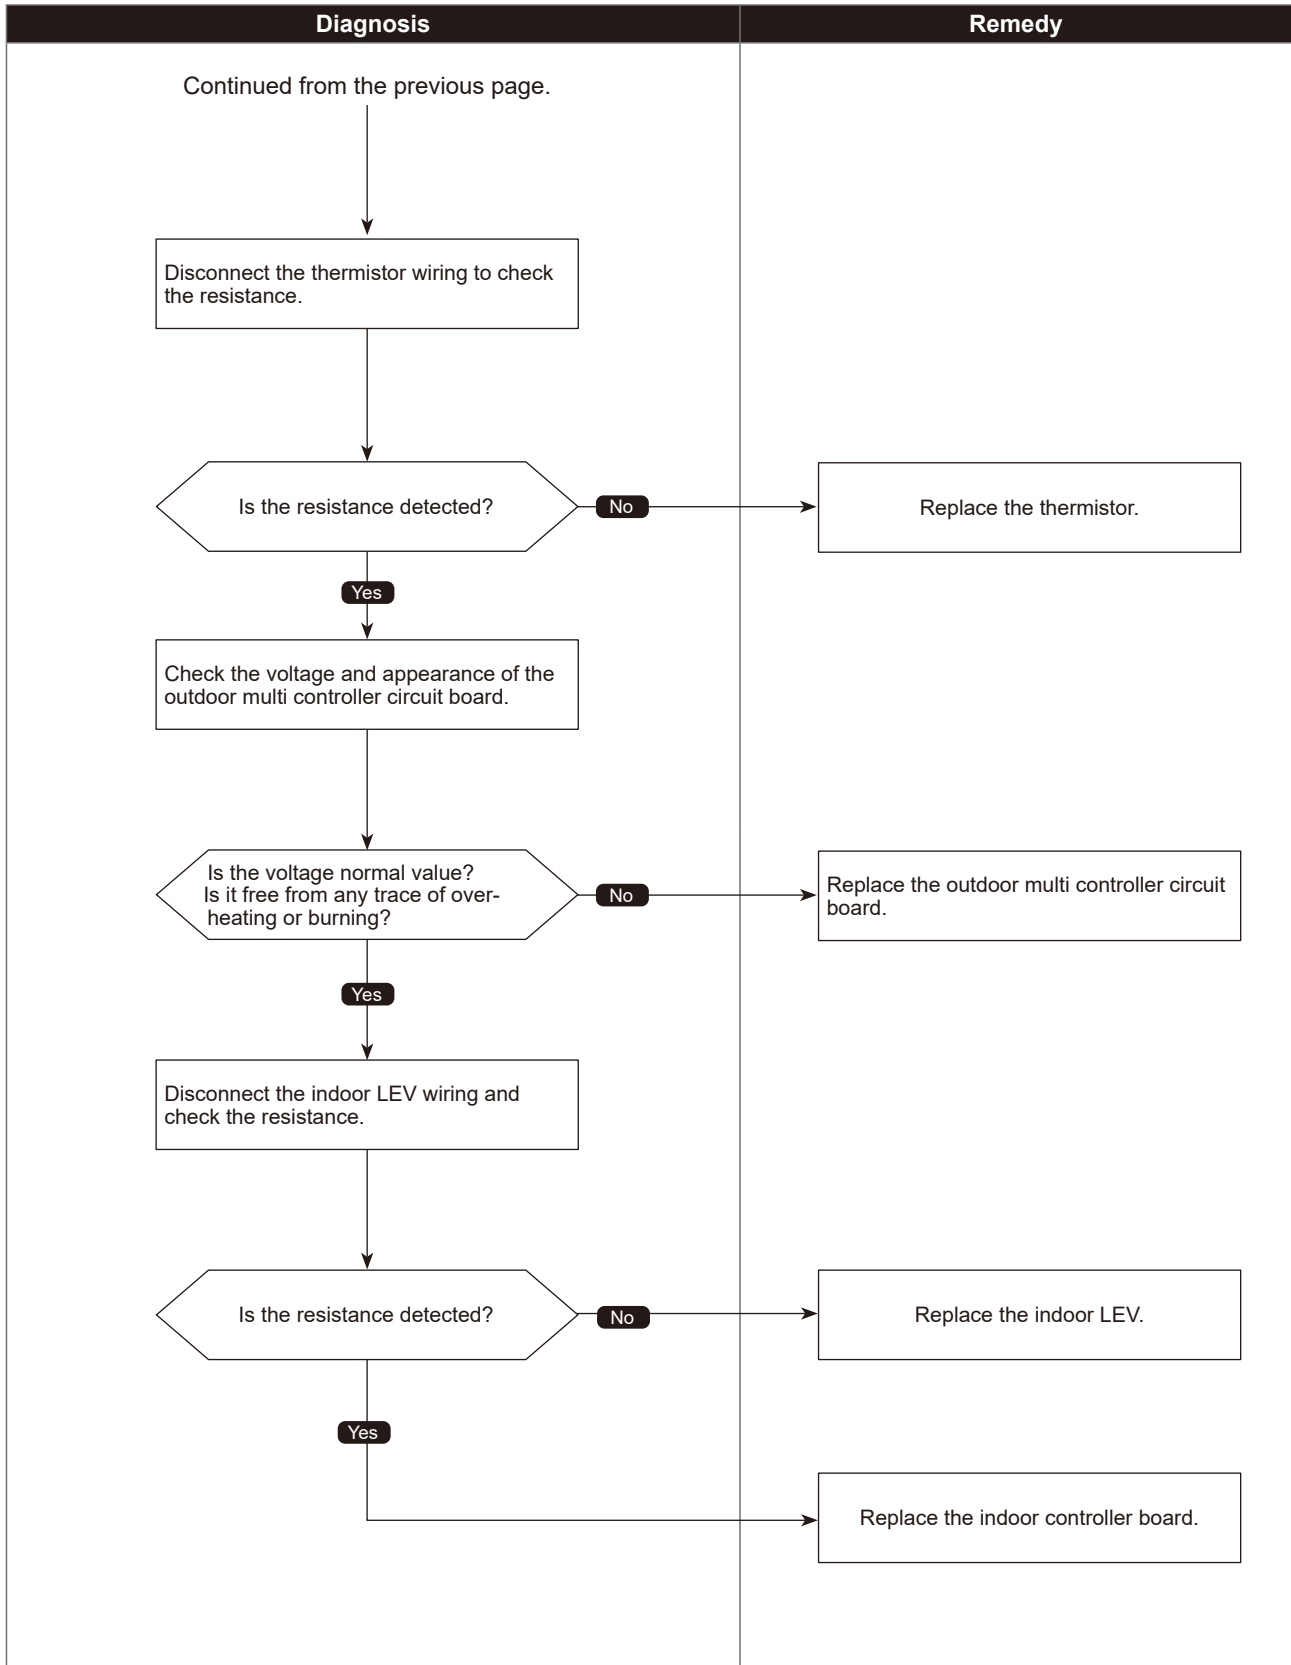 Diagnosis
Remedy
Continued from the previous page.
Disconnect the thermistor wiring to check
the resistance.
Is the resistance detected?
No
Replace the thermistor.
Yes
Check the voltage and appearance of the
outdoor multi controller circuit board.
Is the voltage normal value?
Is it free from any trace of over-
heating or burning?
No
Replace the outdoor multi controller circuit
board.
Yes
Disconnect the indoor LEV wiring and
check the resistance.
Is the resistance detected?
No
Replace the indoor LEV.
Yes
Replace the indoor controller board.